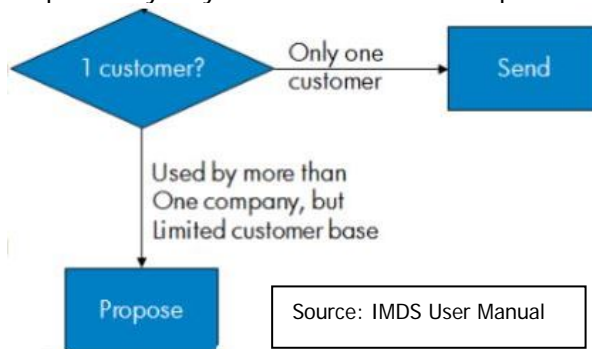 1 customer?
Only one
customer
Send
Used by more than
One company, but
Limited customer base
Propose
Source: IMDS User Manual